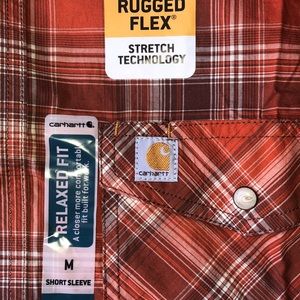 RUGGED
FLEX®
STRETCH
TECHNOLOGY
carhartt
RELAXED FIT
A closer more comfortable
fit built for work.
M
SHORT SLEEVE
carhartt